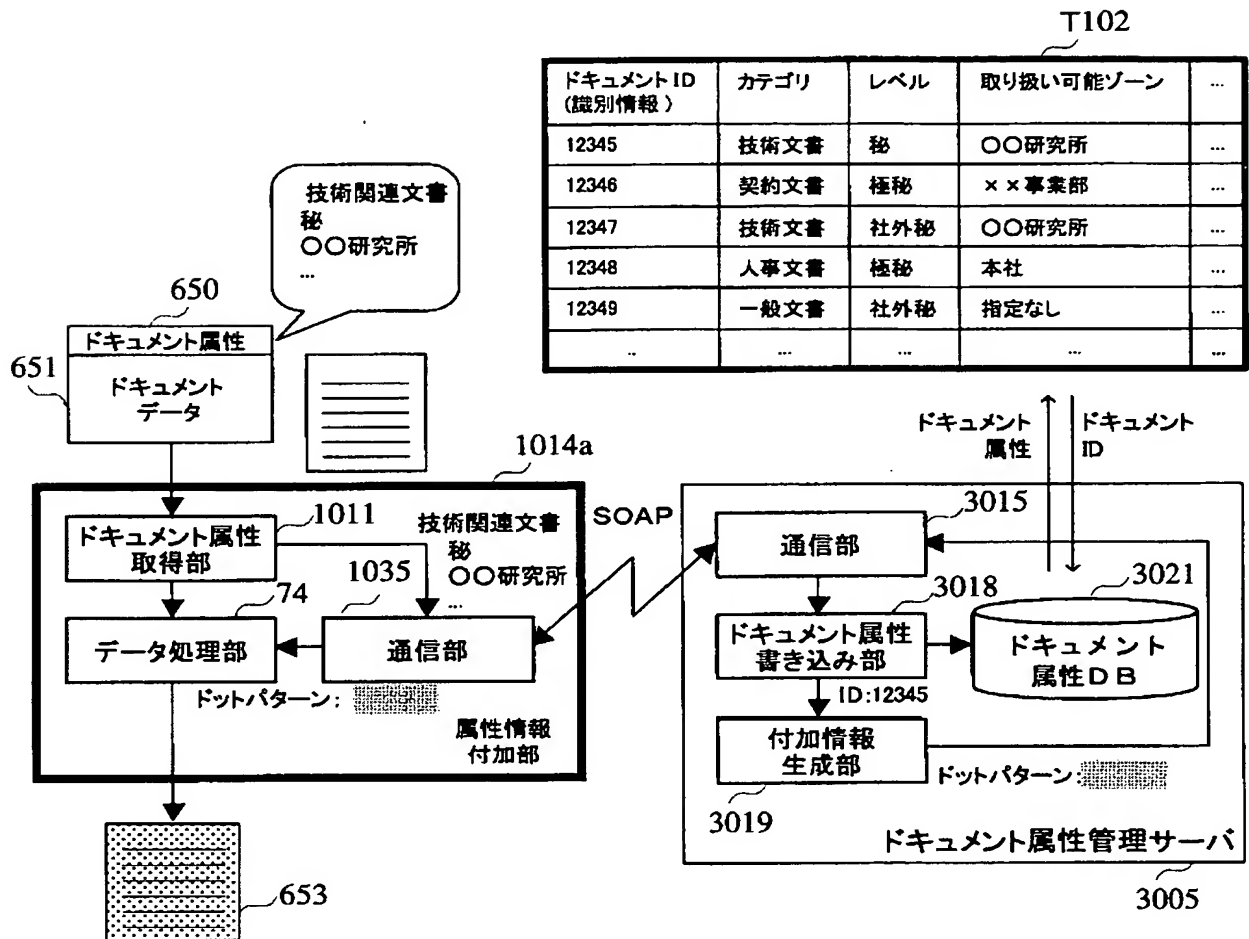 T102
ドキュメント ID カテゴリ レベル 取り扱い可能ゾーン ...
(識別情報)
12345 技術文書 秘 〇〇研究所 ...
12346 契約文書 極秘 ××事業部 ...
12347 技術文書 社外秘 〇〇研究所 ...
12348 人事文書 極秘 本社 ...
12349 一般文書 社外秘 指定なし ...
.. ... ... ... ...
技術関連文書
秘
〇〇研究所
...
650
ドキュメント属性
651
ドキュメント
データ
1014a
1011
ドキュメント属性
取得部
技術関連文書
秘
〇〇研究所
...
1035
74
データ処理部
通信部
ドットパターン:
属性情報
付加部
653
SOAP
ドキュメント
属性
ドキュメント
ID
3015
通信部
3018
ドキュメント属性
書き込み部
3021
ドキュメント
属性DB
ID:12345
付加情報
生成部
ドットパターン:
3019
ドキュメント属性管理サーバ
3005